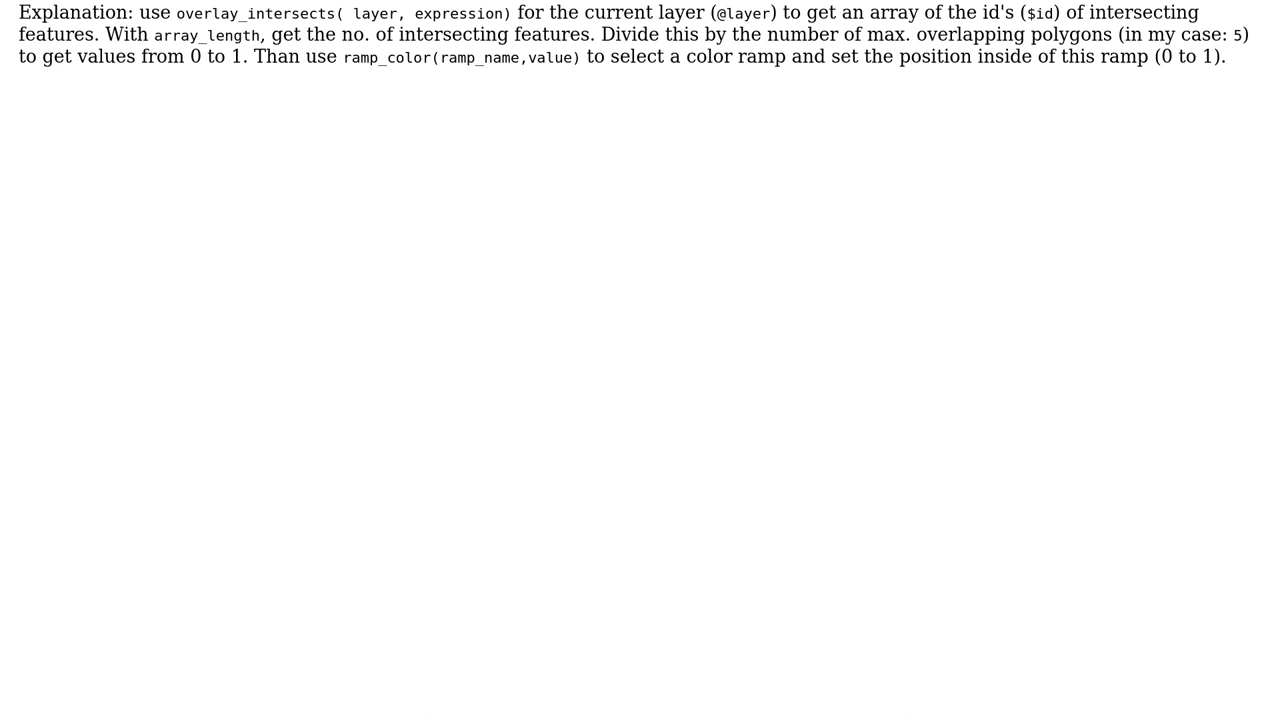 Explanation: use overlay_intersects( layer, expression) for the current layer (@layer) to get an array of the id's ($id) of intersecting
features. With array_length, get the no. of intersecting features. Divide this by the number of max. overlapping polygons (in my case: 5)
to get values from 0 to 1. Than use ramp_color(ramp_name,value) to select a color ramp and set the position inside of this ramp (0 to 1).